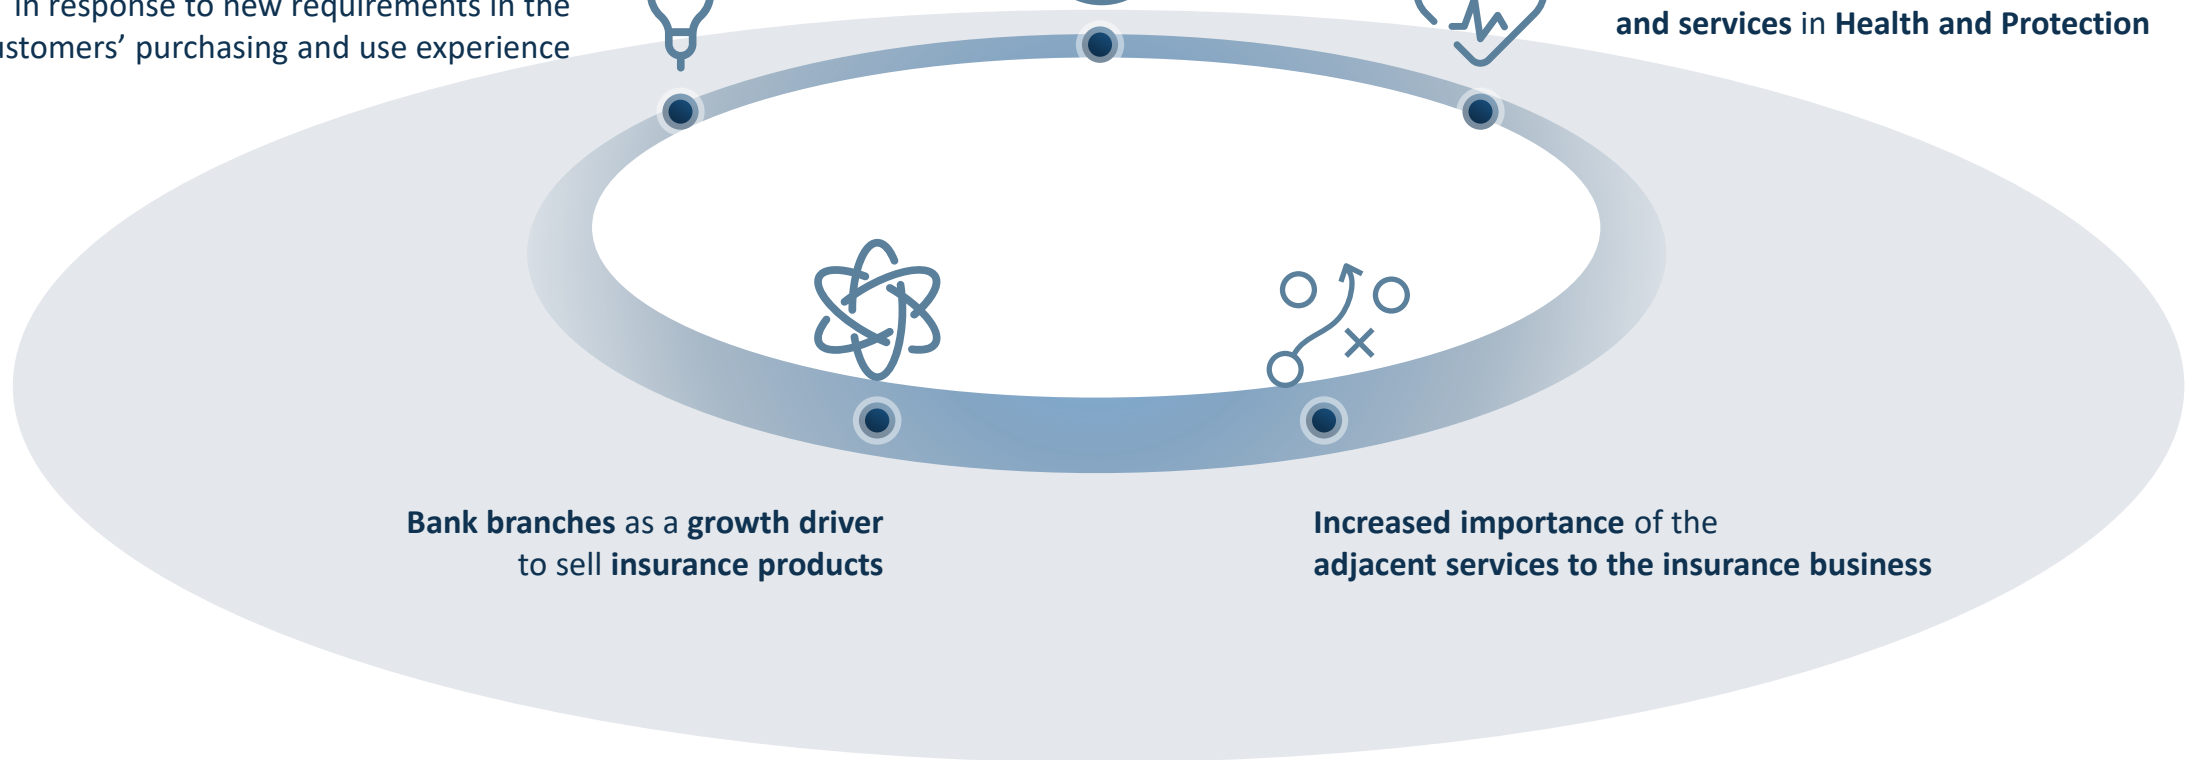 in response to new requirements in the
customers' purchasing and use experience
and services in Health and Protection
Bank branches as a growth driver
to sell insurance products
Increased importance of the
adjacent services to the insurance business